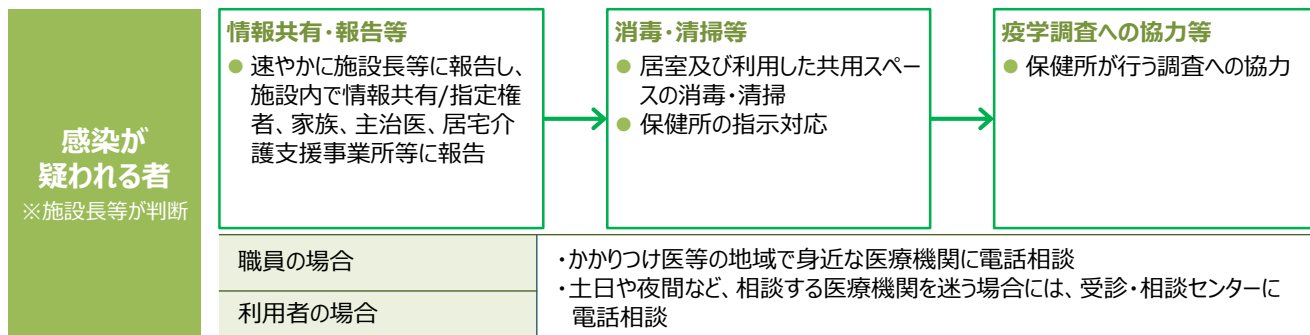 感染が
疑われる者
※施設長等が判断
情報共有・報告等
● 速やかに施設長等に報告し、
施設内で情報共有/指定権
者、家族、主治医、居宅介
護支援事業所等に報告
消毒・清掃等
● 居室及び利用した共用スペー
スの消毒・清掃
● 保健所の指示対応
疫学調査への協力等
● 保健所が行う調査への協力
職員の場合
利用者の場合
・かかりつけ医等の地域で身近な医療機関に電話相談
・土日や夜間など、相談する医療機関を迷う場合には、受診・相談センターに
電話相談